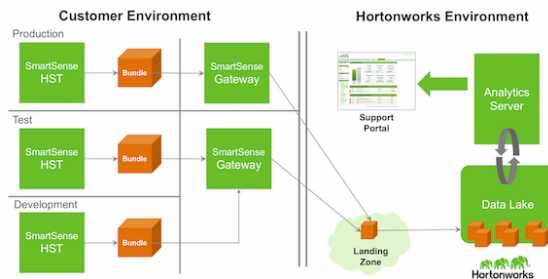 Customer Environment
Hortonworks Environment
Production
SmartSense
HST
Bundle
SmartSense
Gateway
Test
SmartSense
HST
Bundle
SmartSense
Gateway
Development
SmartSense
HST
Bundle
Support
Portal
Analytics
Server
Data Lake
Landing
Zone
Hortonworks